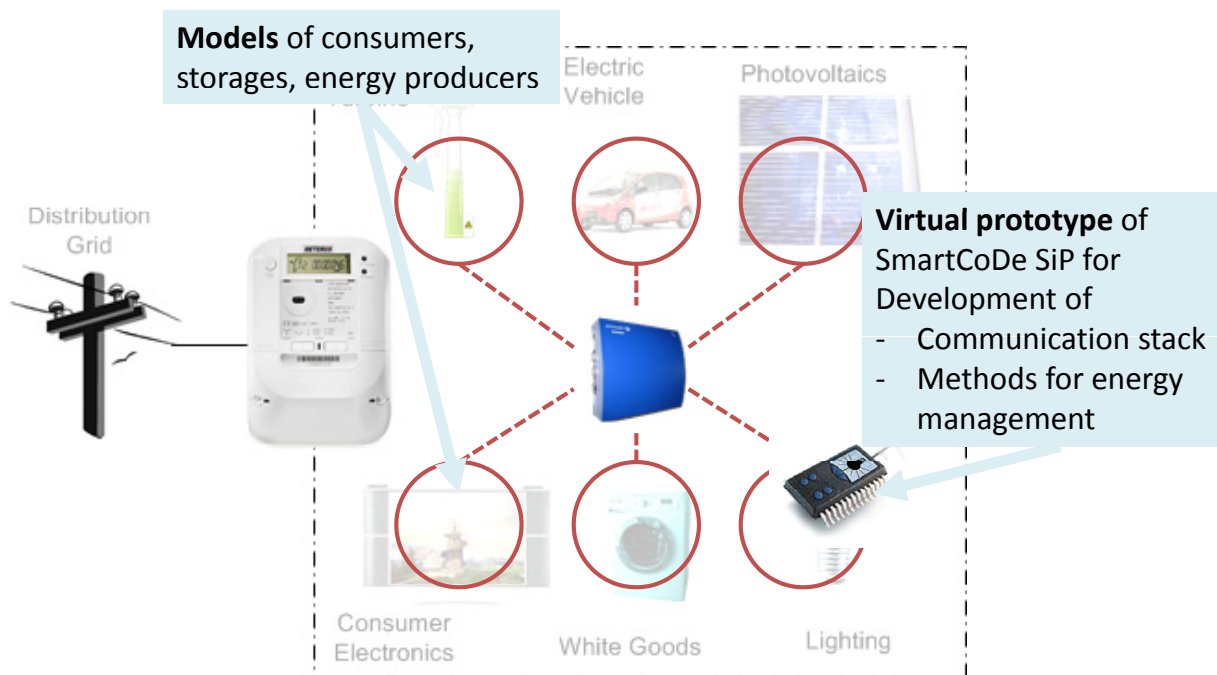 Models of consumers,
storages, energy producers
Electric
Vehicle
Photovoltaics
Distribution
Grid
Virtual prototype of
SmartCoDe SiP for
Development of
- Communication stack
- Methods for energy
management
Consumer
Electronics
White Goods
Lighting